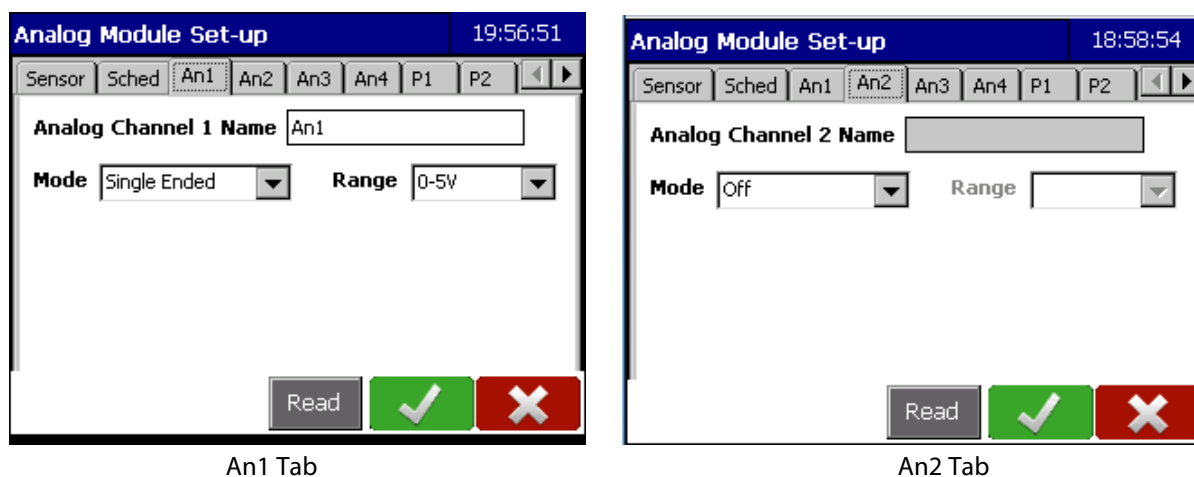 Analog Module Set-up 19:56:51
Sensor Sched An1 An2 An3 An4 P1 P2
Analog Channel 1 Name An1
Mode Single Ended Range 0-5V
Read
An1 Tab
Analog Module Set-up 18:58:54
Sensor Sched An1 An2 An3 An4 P1 P2
Analog Channel 2 Name
Mode Off Range
Read
An2 Tab